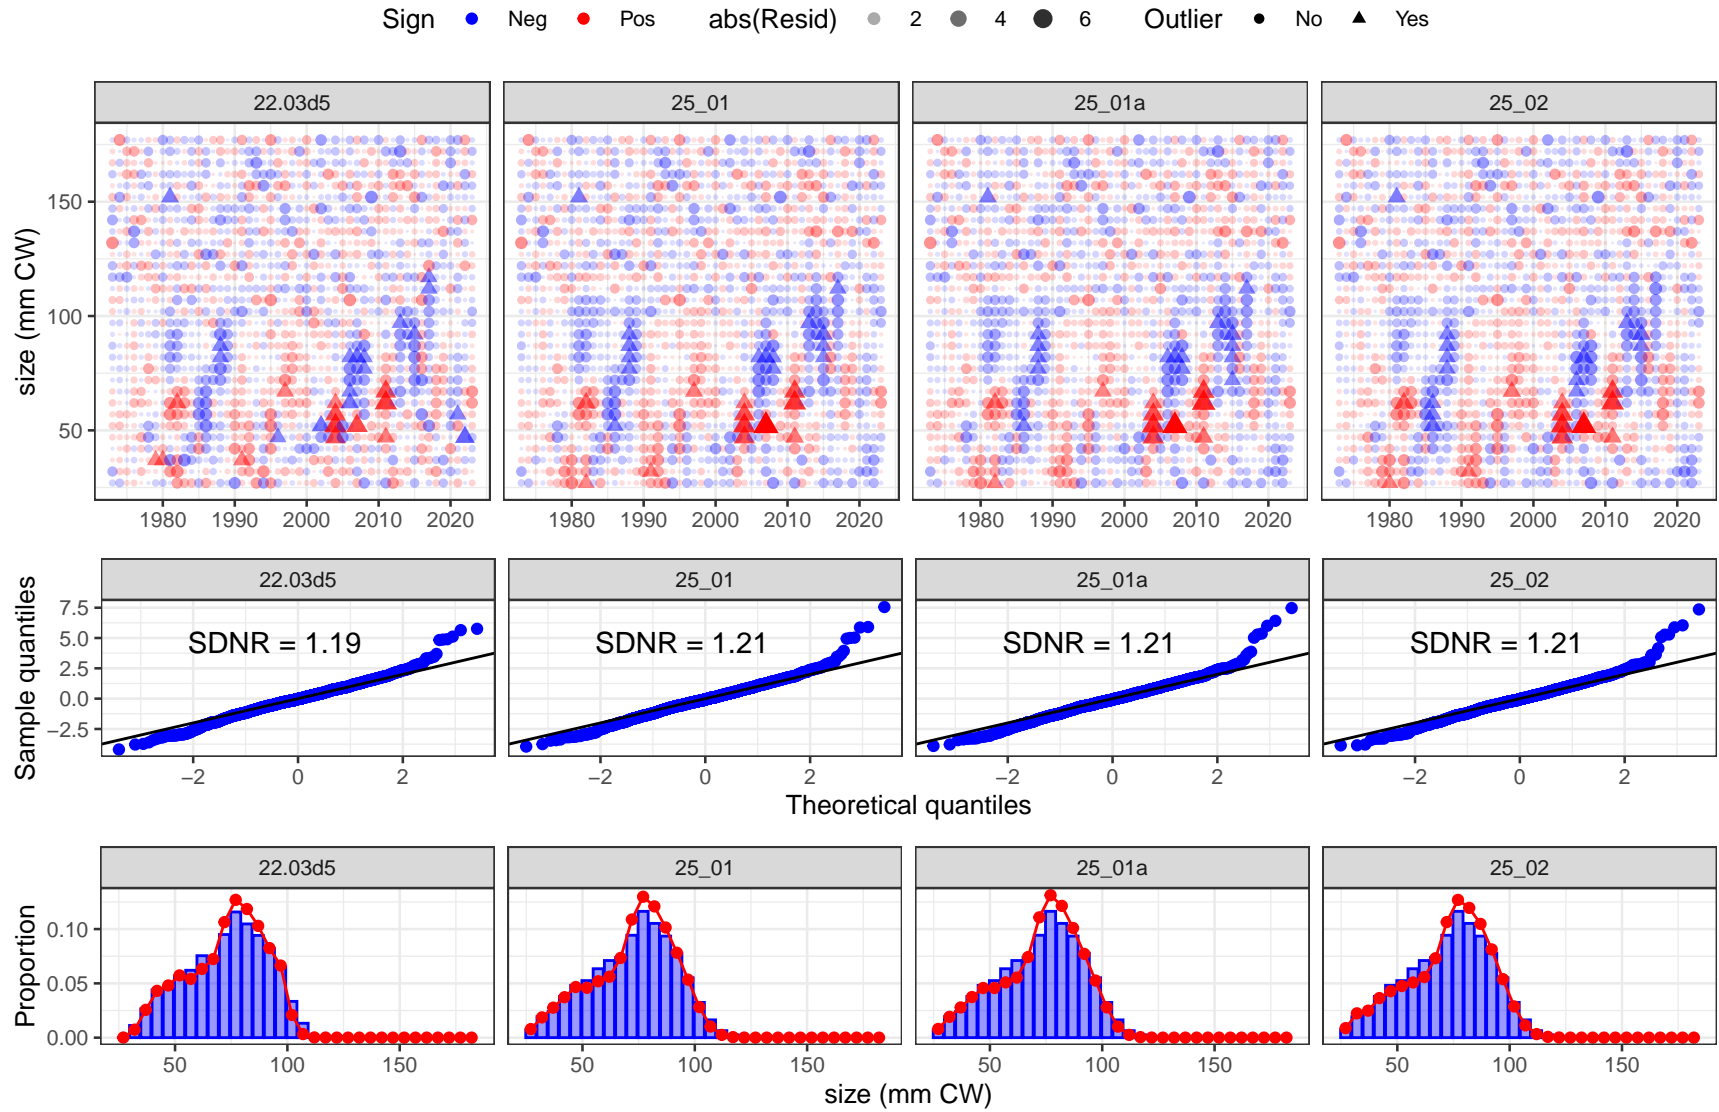 Sign Neg Pos abs(Resid) 2 4 6 Outlier No Yes
22.03d5 25_01 25_01a 25_02
size (mm CW)
150
100
50
1980 1990 2000 2010 2020 1980 1990 2000 2010 2020 1980 1990 2000 2010 2020 1980 1990 2000 2010 2020
22.03d5 25_01 25_01a 25_02
Sample quantiles
7.5
5.0
2.5
0.0
−2.5
SDNR = 1.19 SDNR = 1.21 SDNR = 1.21 SDNR = 1.21
−2 0 2 −2 0 2 −2 0 2 −2 0 2
Theoretical quantiles
22.03d5 25_01 25_01a 25_02
Proportion
0.10
0.05
0.00
50 100 150 50 100 150 50 100 150 50 100 150
size (mm CW)